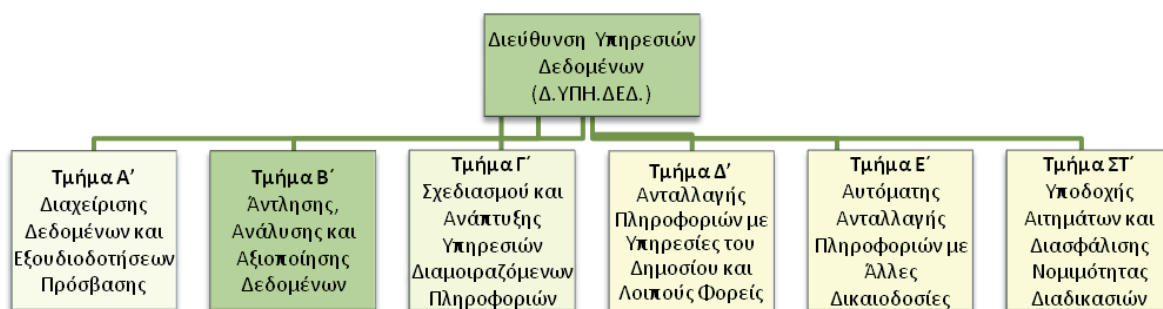 Διεύθυνση Υπηρεσιών
Δεδομένων
(Δ.ΥΠΗ.ΔΕΔ.)
Τμήμα Α’
Διαχείρισης
Δεδομένων και
Εξουδιοδοτήσεων
Πρόσβασης
Τμήμα Β΄
Άντλησης,
Ανάλυσης και
Αξιοποίησης
Δεδομένων
Τμήμα Γ΄
Σχεδιασμού και
Ανάπτυξης
Υπηρεσιών
Διαμοιραζόμενων
Πληροφοριών
Τμήμα Δ’
Ανταλλαγής
Πληροφοριών με
Υπηρεσίες του
Δημοσίου και
Λοιπούς Φορείς
Τμήμα Ε΄
Αυτόματης
Ανταλλαγής
Πληροφοριών με
Άλλες
Δικαιοδοσίες
Τμήμα ΣΤ΄
Υποδοχής
Αιτημάτων και
Διασφάλισης
Νομιμότητας
Διαδικασιών